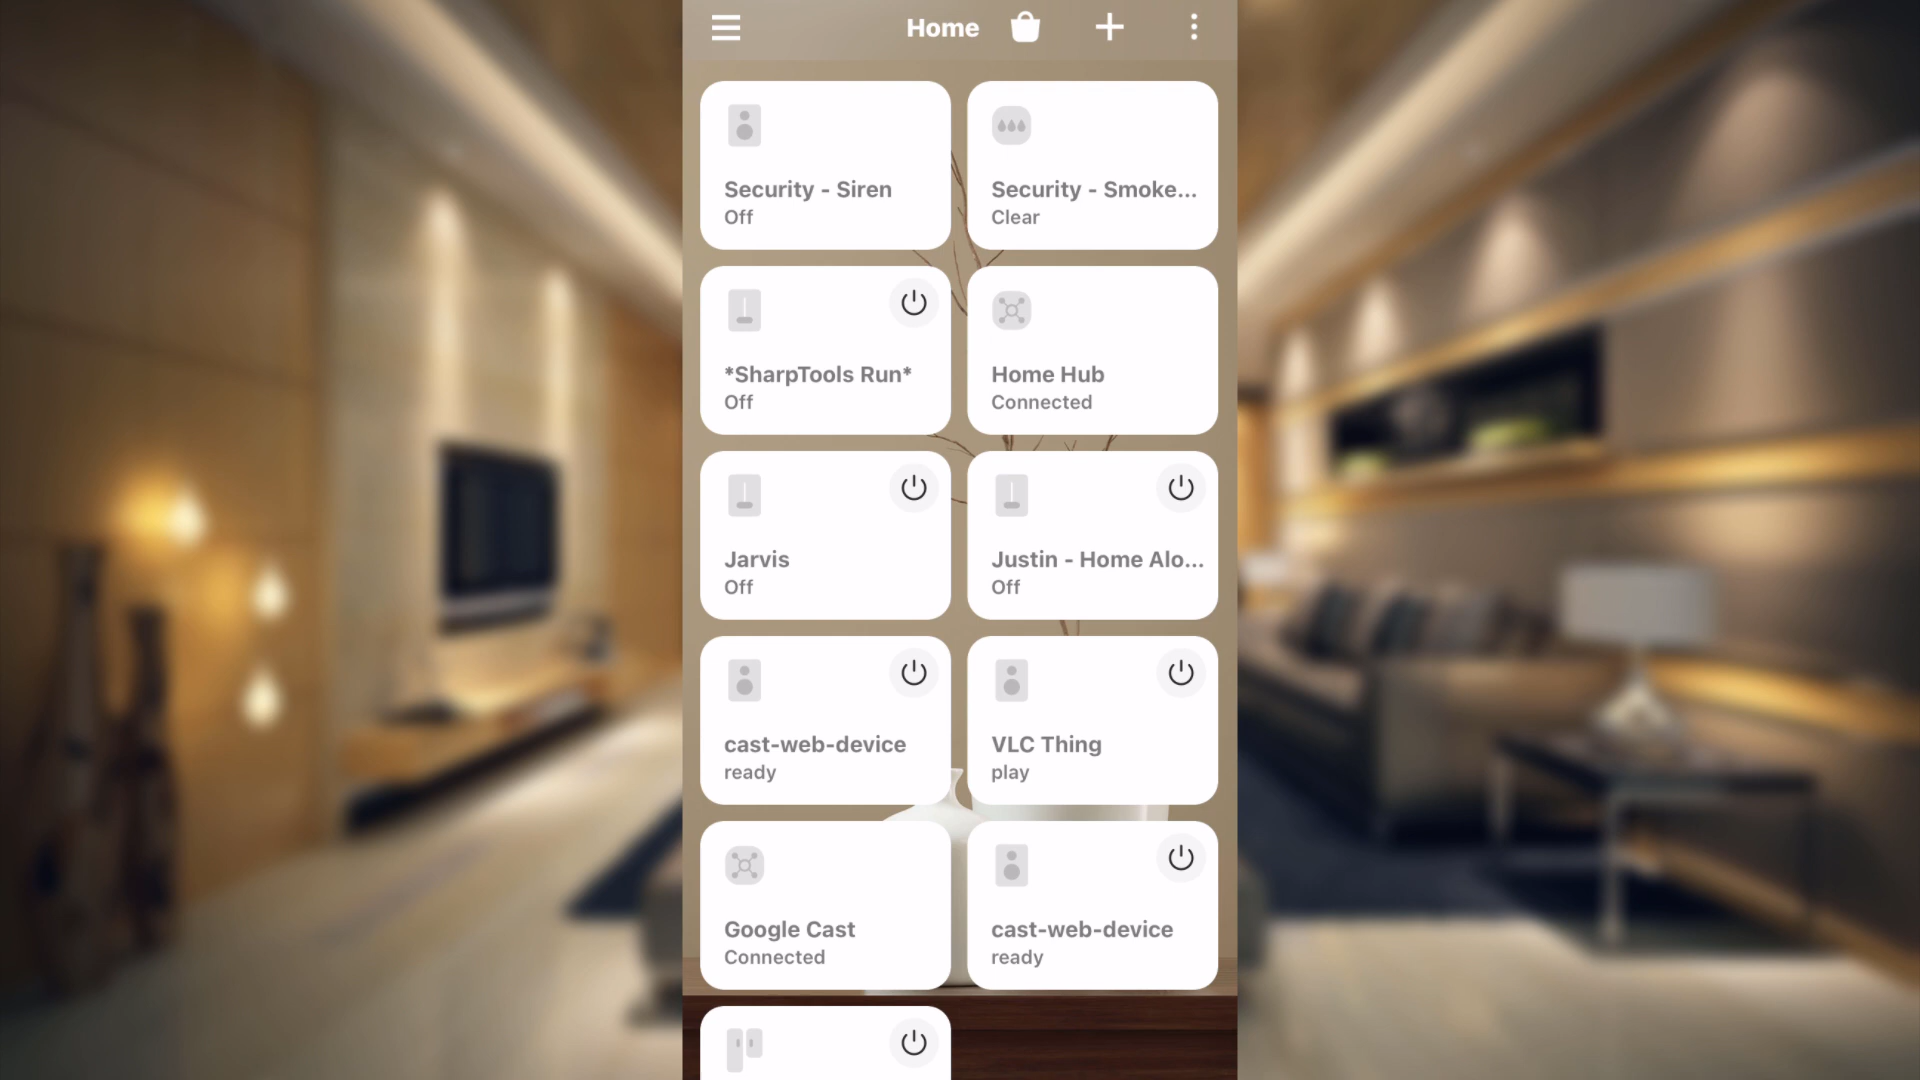 Home
Security - Siren
Off
Security - Smoke...
Clear
*SharpTools Run*
Off
Home Hub
Connected
Jarvis
Off
Justin - Home Alo...
Off
cast-web-device
ready
VLC Thing
play
Google Cast
Connected
cast-web-device
ready